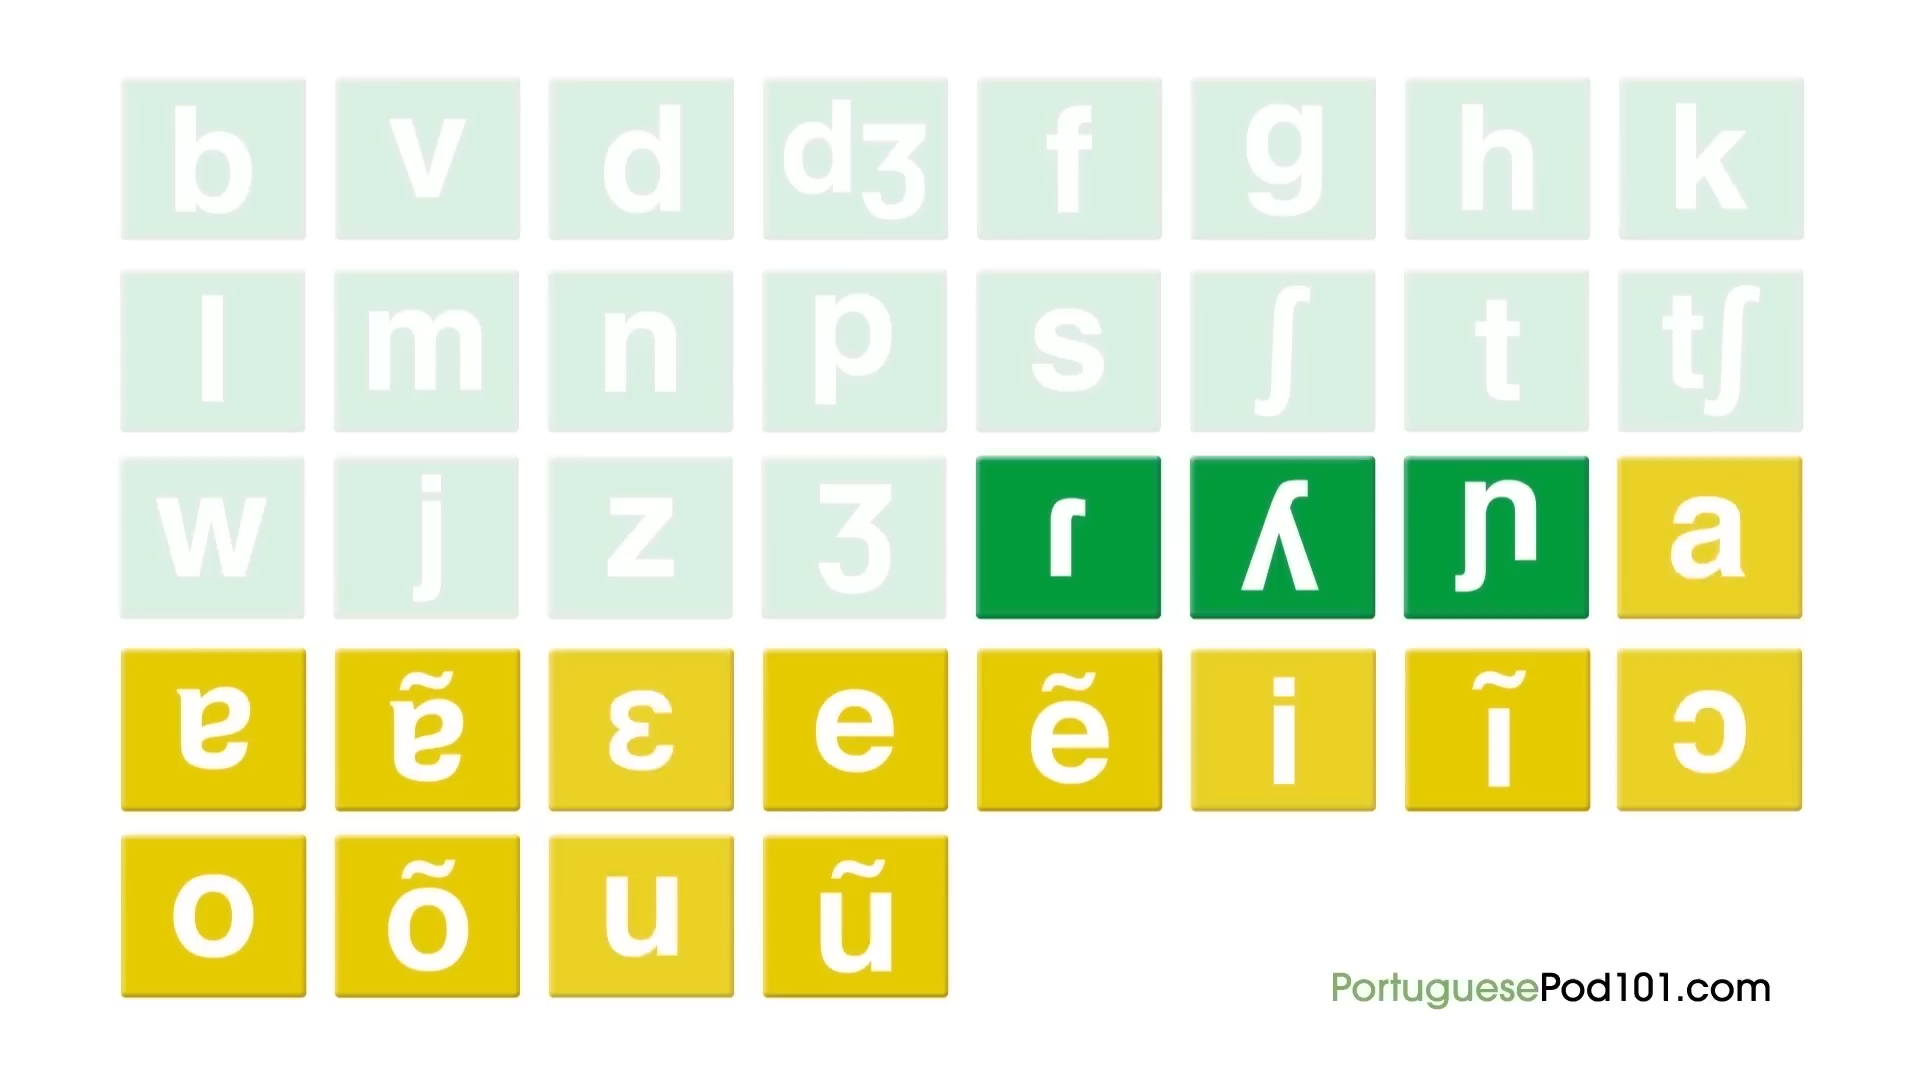 b v d dʒ f g h k
l m n p s ʃ t tʃ
w j z ʒ ɾ ʎ ɲ a
ɐ ɐ̃ ɛ e ẽ i ĩ ɔ
o õ u ũ
PortuguesePod101.com